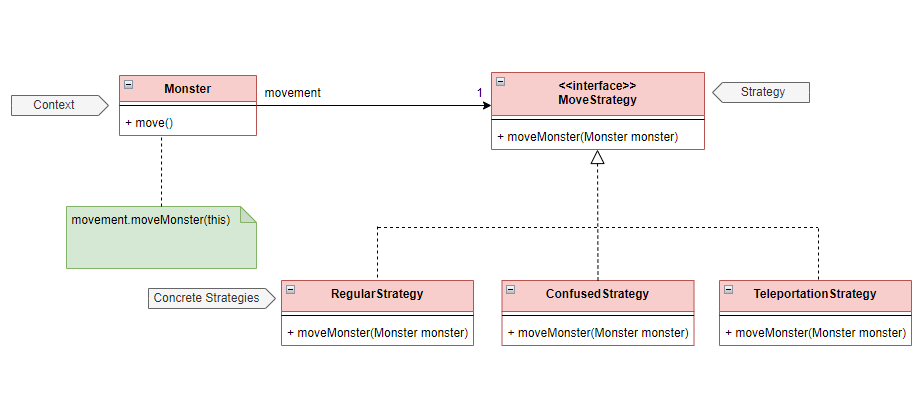 Context
Monster
+ move()
movement
1
<<interface>>
MoveStrategy
+ moveMonster(Monster monster)
Strategy
movement.moveMonster(this)
Concrete Strategies
RegularStrategy
+ moveMonster(Monster monster)
ConfusedStrategy
+ moveMonster(Monster monster)
TeleportationStrategy
+ moveMonster(Monster monster)